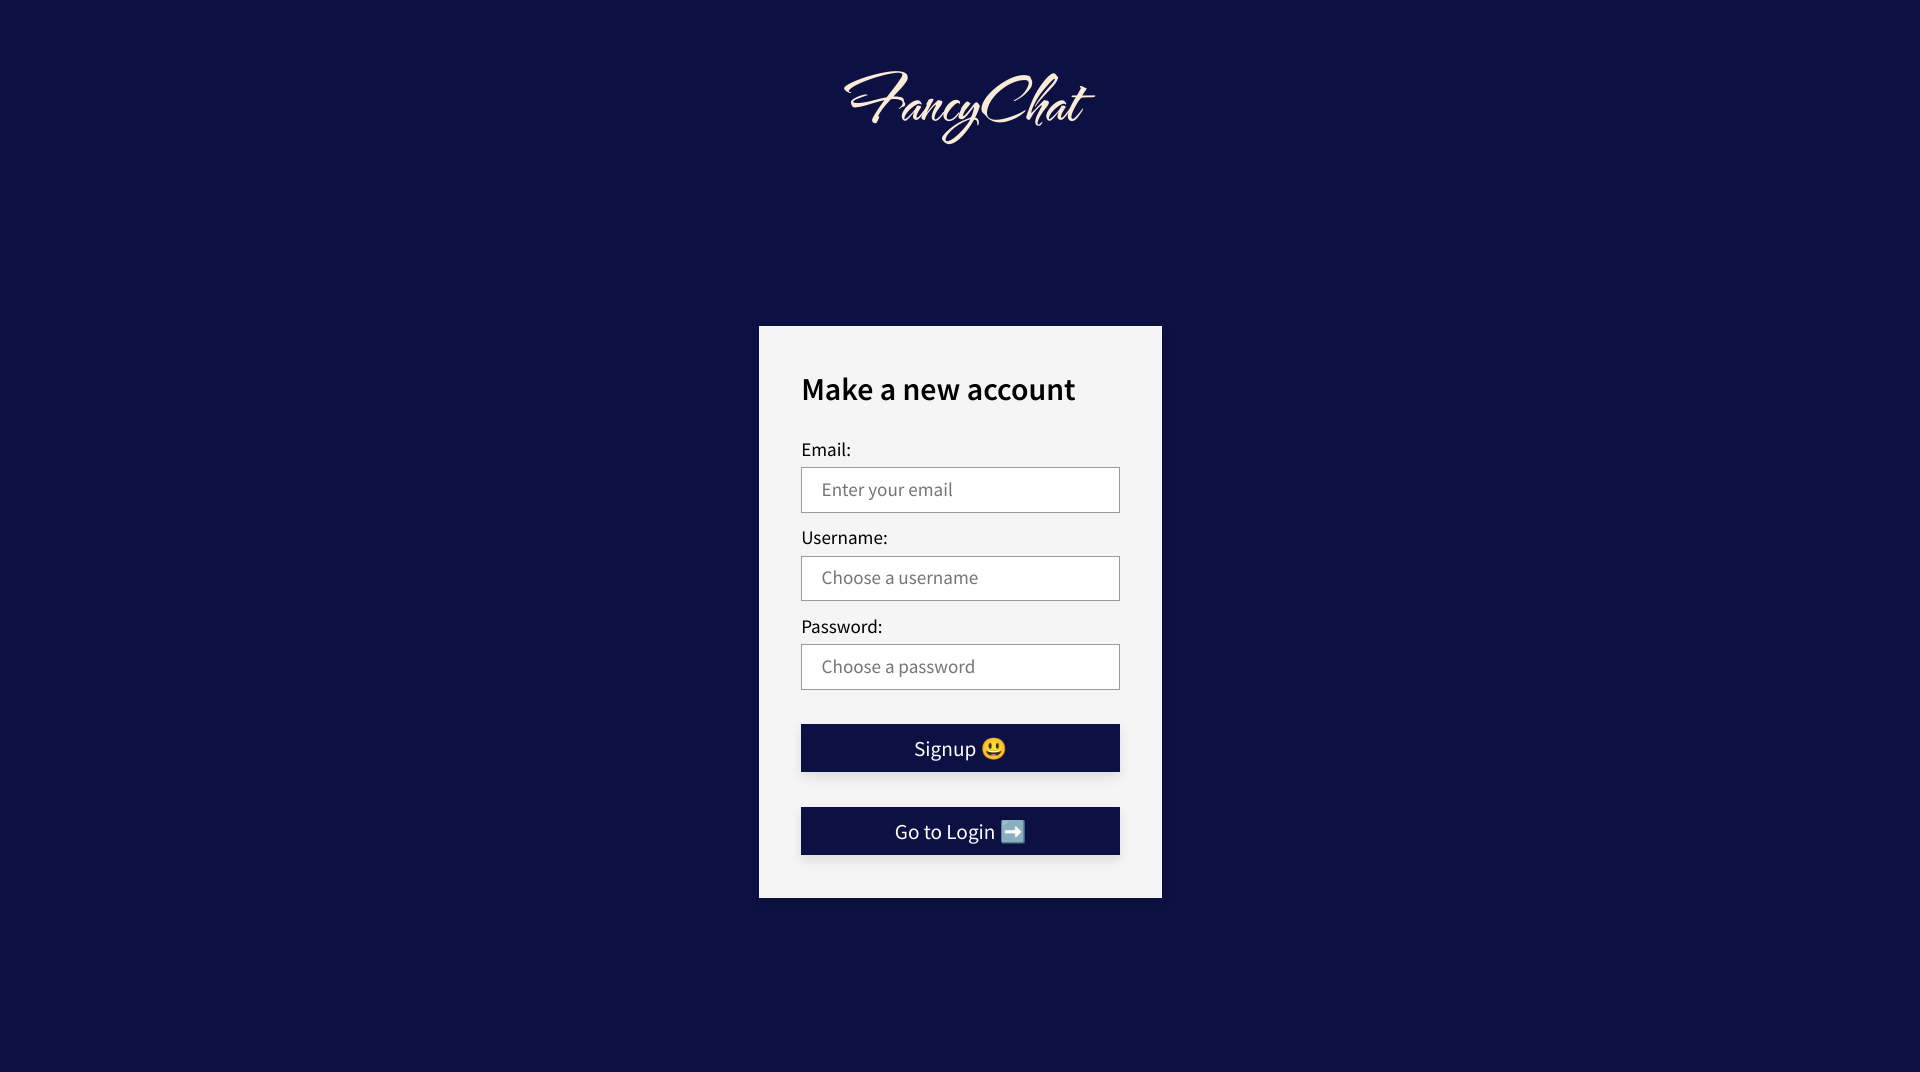 FancyChat
Make a new account
Email:
Enter your email
Username:
Choose a username
Password:
Choose a password
Signup 😃
Go to Login ➡️